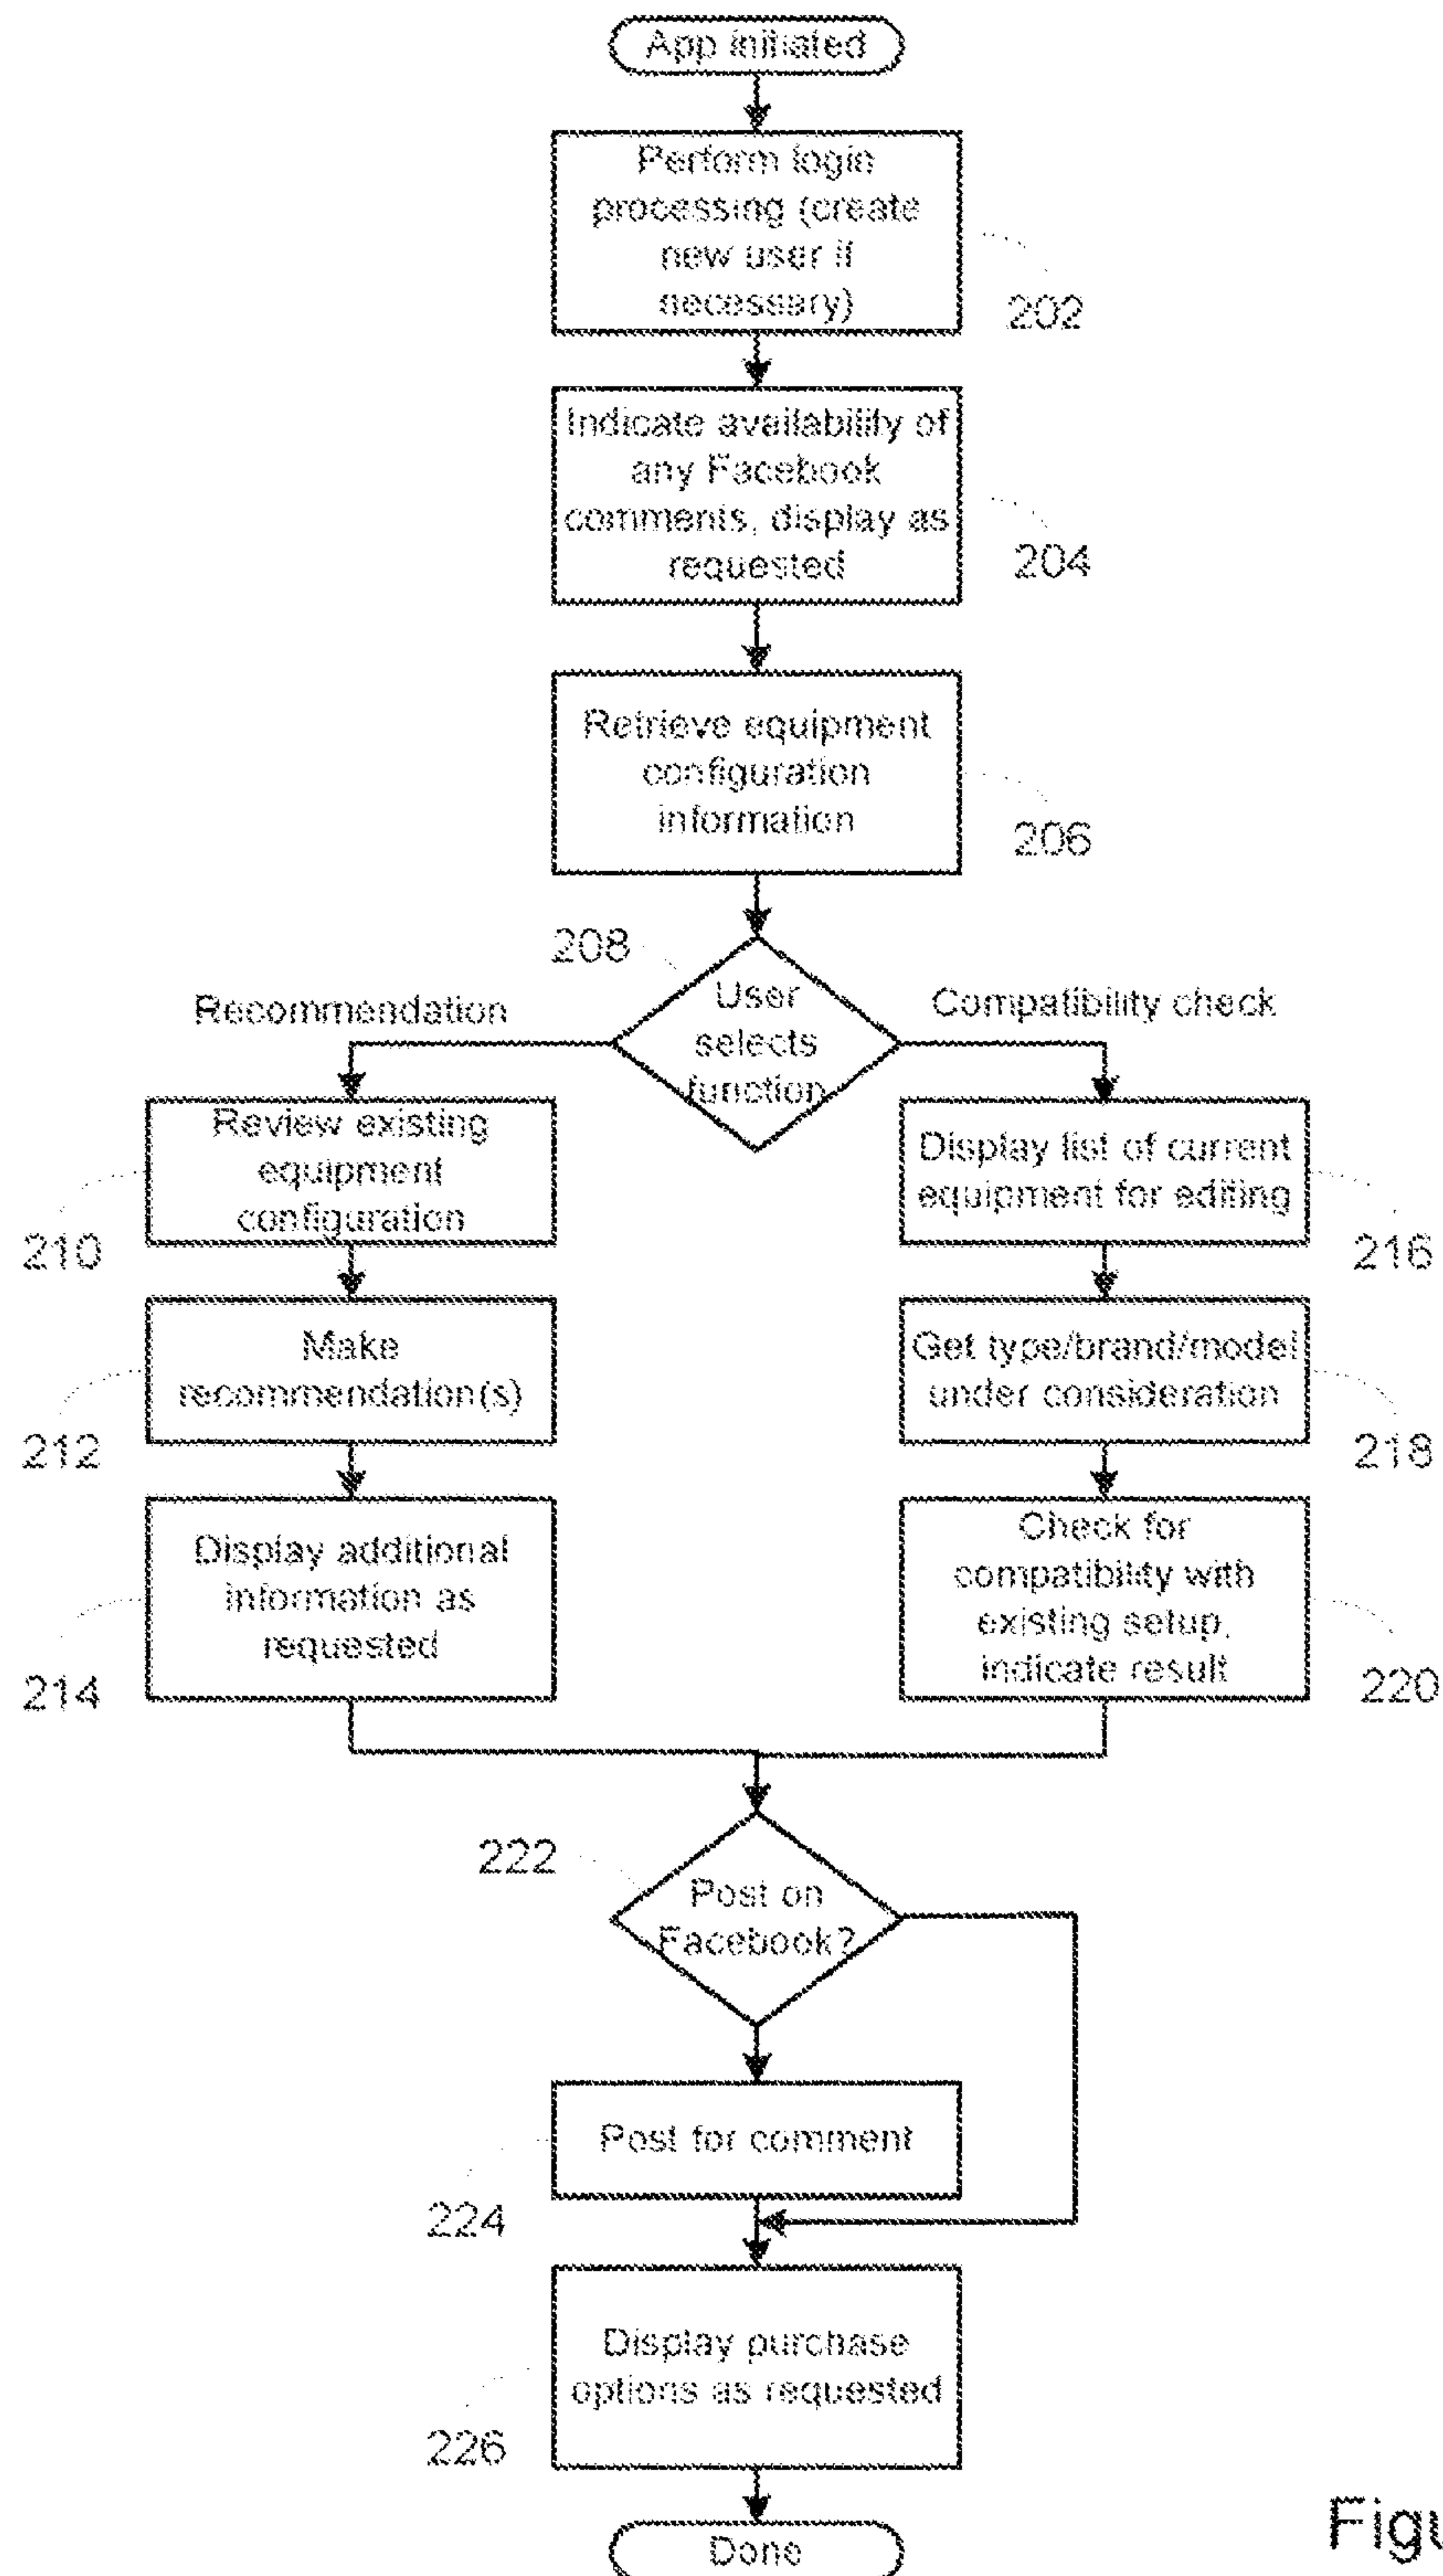 App initiated
Perform login
processing (create
new user if
necessary)
202
Indicate availability of
any Facebook
comments, display as
requested
204
Retrieve equipment
configuration
information
206
208
User
selects
function
Recommendation
Compatibility check
Review existing
equipment
configuration
210
Display list of current
equipment for editing
216
Make
recommendation(s)
212
Get type/brand/model
under consideration
218
Display additional
information as
requested
214
Check for
compatibility with
existing setup,
indicate result
220
222
Post on
Facebook?
Post for comment
224
Display purchase
options as requested
226
Done